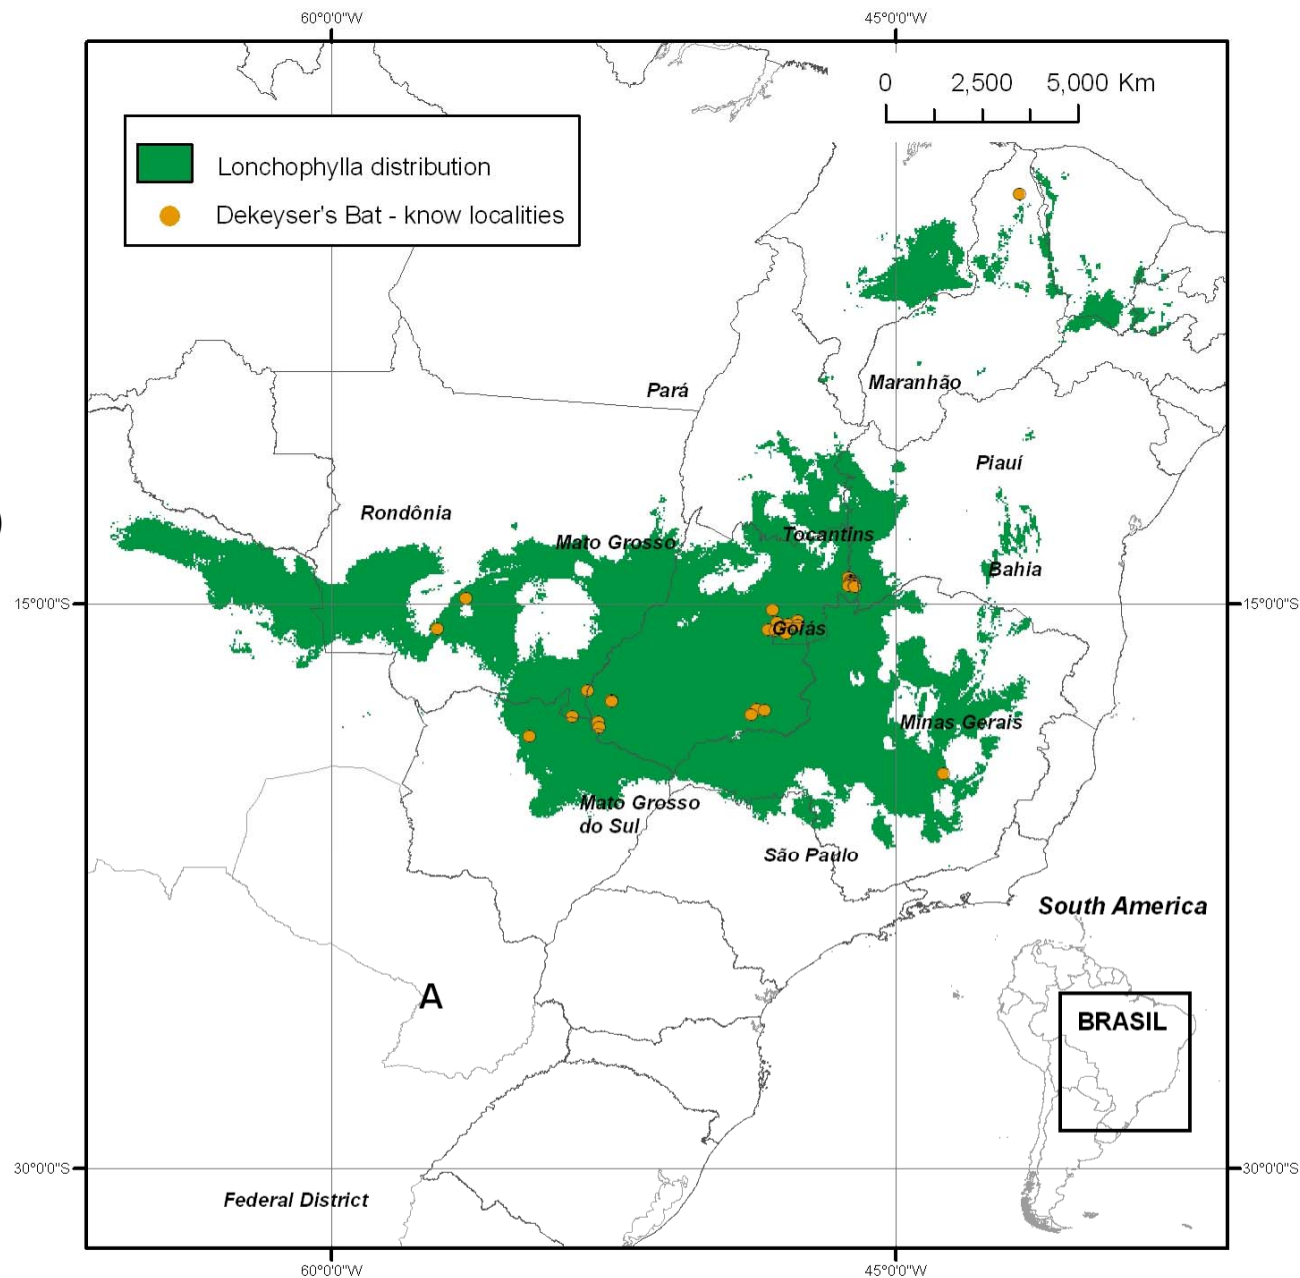 60°0'0"W
45°0'0"W
0 2,500 5,000 Km
Lonchophylla distribution
Dekeyser's Bat - know localities
Maranhão
Pará
Piauí
Rondônia
Tocantins
Mato Grosso
Bahia
15°0'0"S
15°0'0"S
Goiás
Minas Gerais
Mato Grosso
do Sul
São Paulo
South America
A
BRASIL
30°0'0"S
30°0'0"S
Federal District
60°0'0"W
45°0'0"W